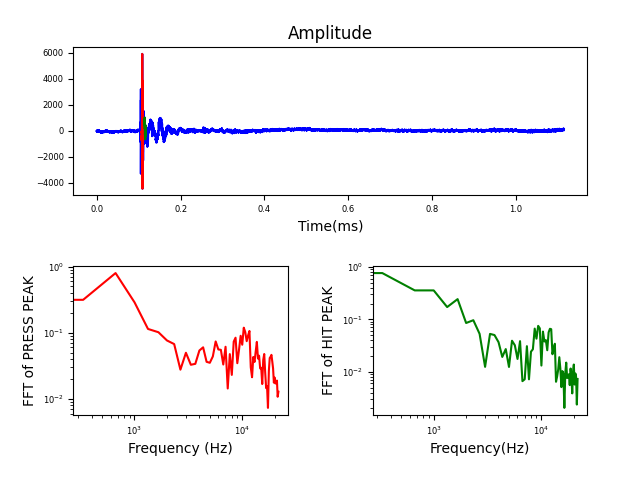 Amplitude
6000
4000
2000
0
−2000
−4000
0.0 0.2 0.4 0.6 0.8 1.0
Time(ms)
FFT of PRESS PEAK
10⁰
10⁻¹
10⁻²
10³ 10⁴
Frequency (Hz)
FFT of HIT PEAK
10⁰
10⁻¹
10⁻²
10³ 10⁴
Frequency(Hz)